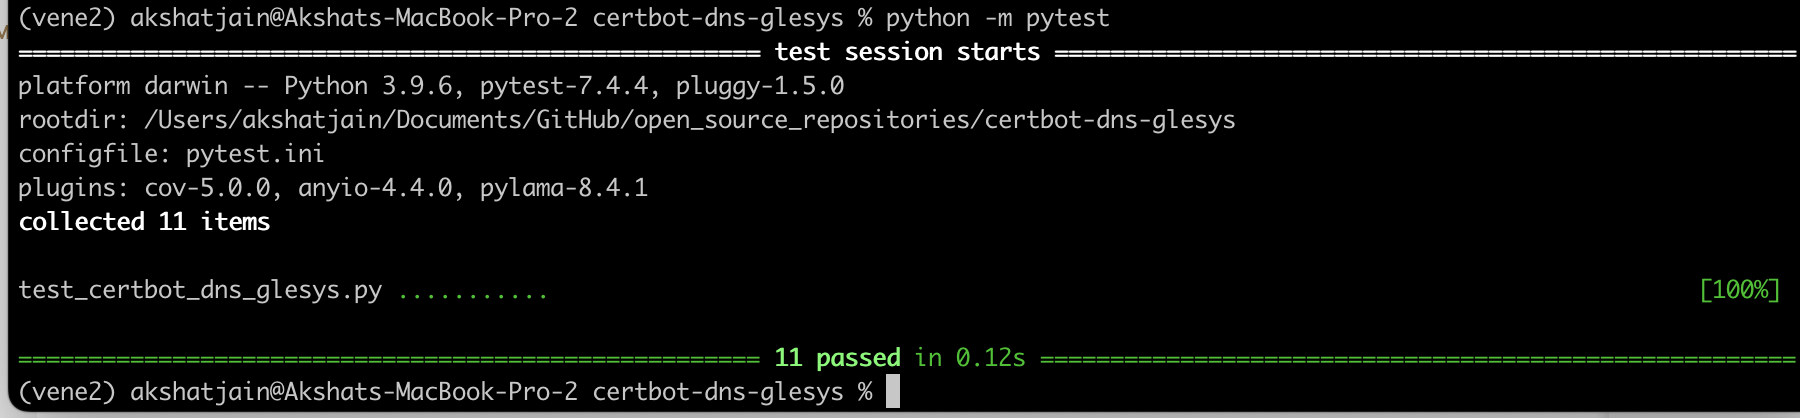 (vene2) akshatjain@Akshats-MacBook-Pro-2 certbot-dns-glesys % python -m pytest
===================================================== test session starts =====================================================
platform darwin -- Python 3.9.6, pytest-7.4.4, pluggy-1.5.0
rootdir: /Users/akshatjain/Documents/GitHub/open_source_repositories/certbot-dns-glesys
configfile: pytest.ini
plugins: cov-5.0.0, anyio-4.4.0, pylama-8.4.1
collected 11 items
test_certbot_dns_glesys.py ........... [100%]
===================================================== 11 passed in 0.12s ======================================================
(vene2) akshatjain@Akshats-MacBook-Pro-2 certbot-dns-glesys %